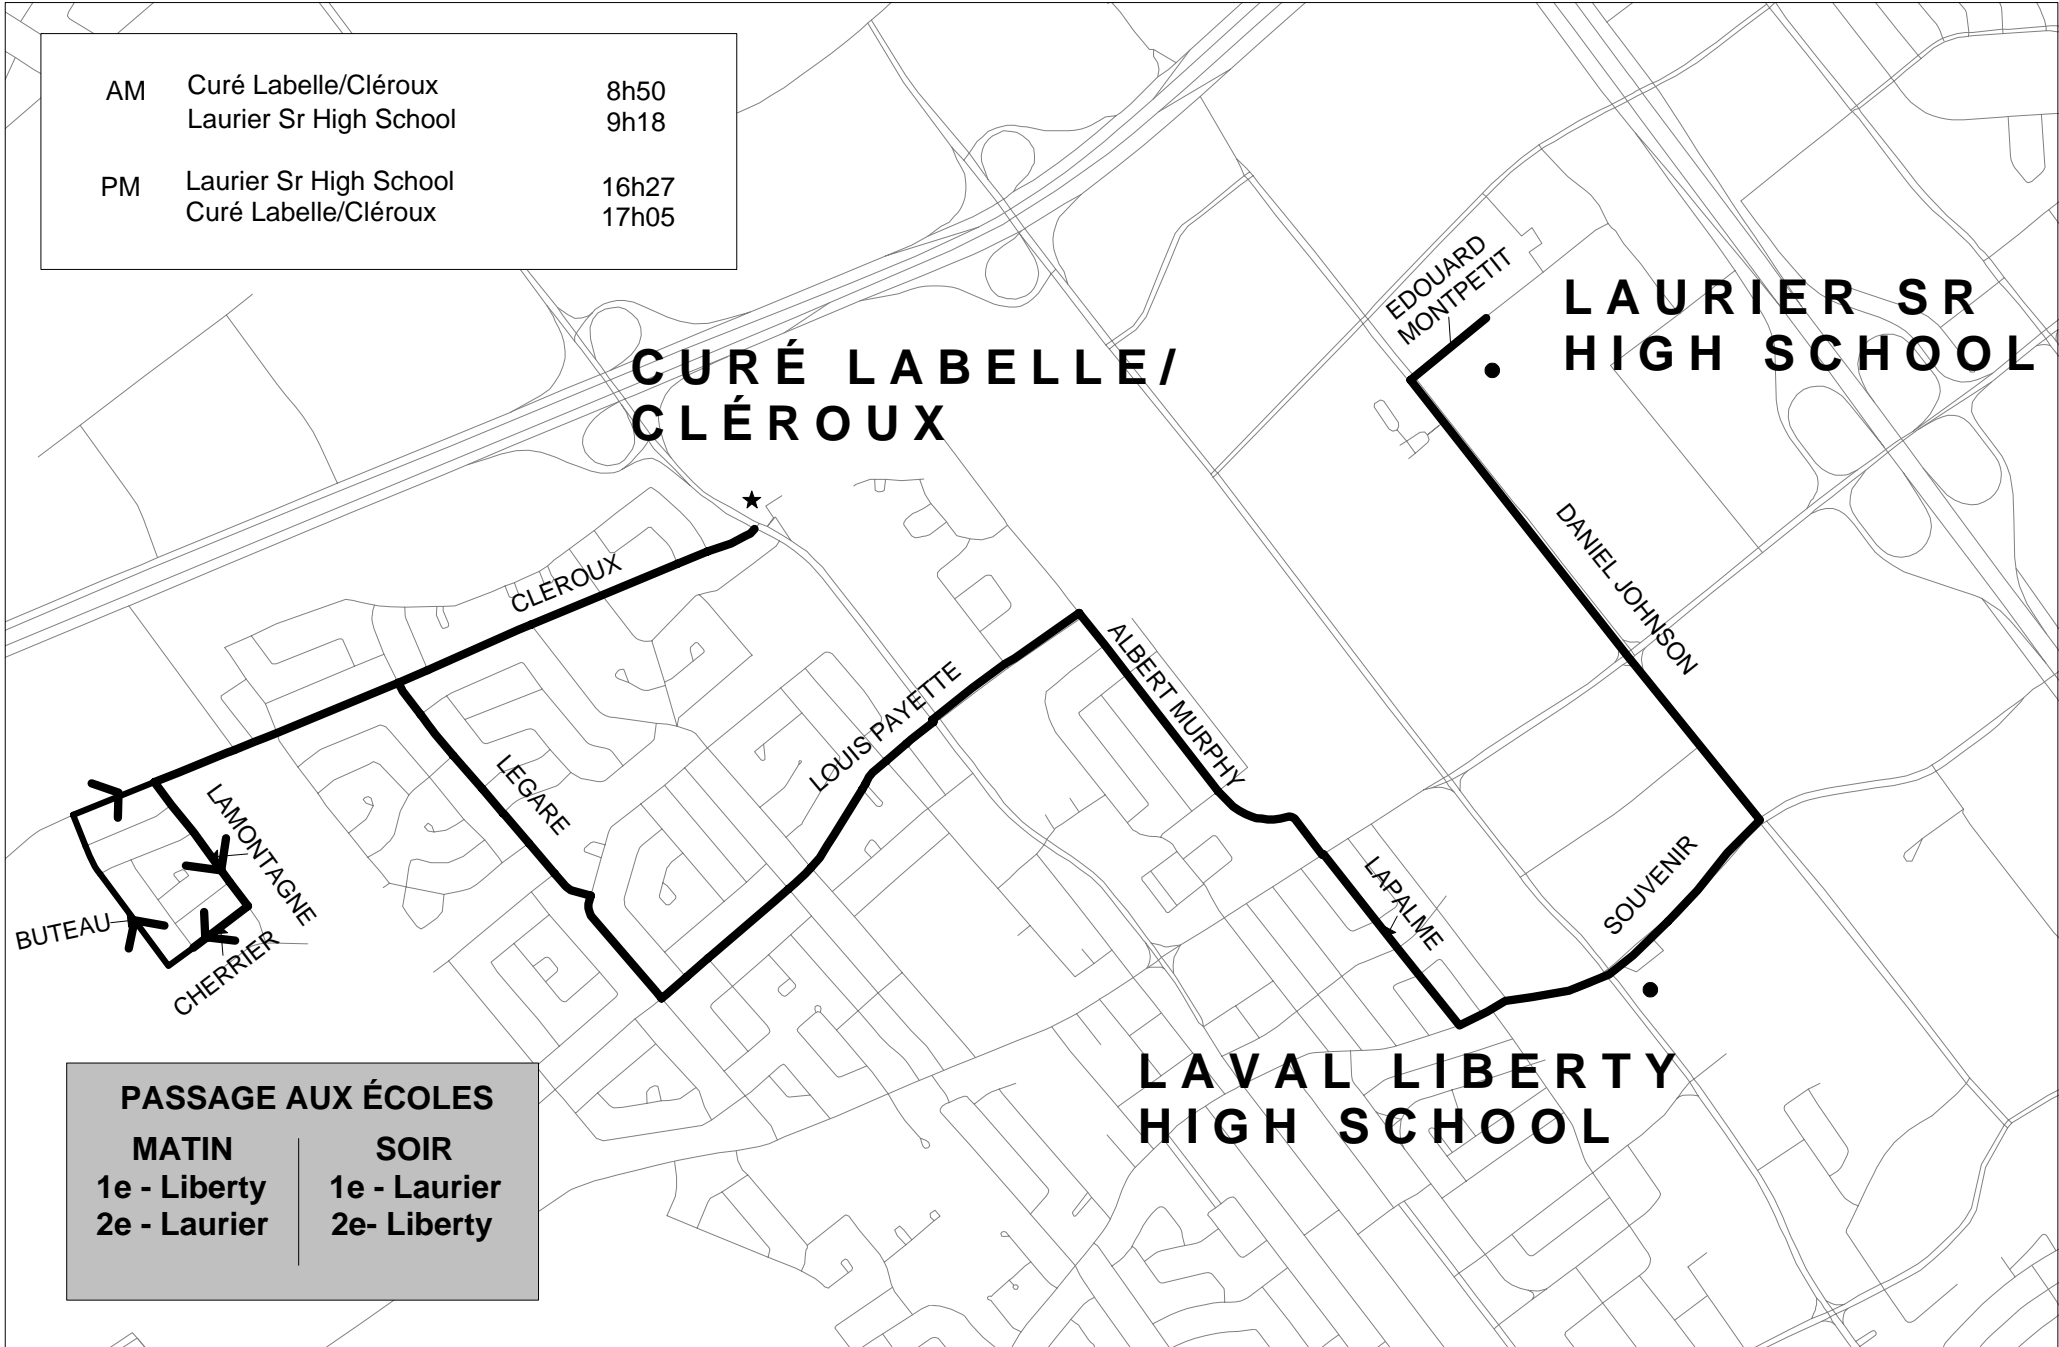 AM Curé Labelle/Cléroux 8h50
Laurier Sr High School 9h18
PM Laurier Sr High School 16h27
Curé Labelle/Cléroux 17h05
EDOUARD
MONTPETIT
LAURIER SR
HIGH SCHOOL
CURÉ LABELLE/
CLÉROUX
DANIEL JOHNSON
CLEROUX
ALBERT MURPHY
LOUIS PAYETTE
LEGARE
LAMONTAGNE
BUTEAU
CHERRIER
LAPALME
SOUVENIR
LAVAL LIBERTY
HIGH SCHOOL
PASSAGE AUX ÉCOLES
MATIN SOIR
1e - Liberty 1e - Laurier
2e - Laurier 2e- Liberty